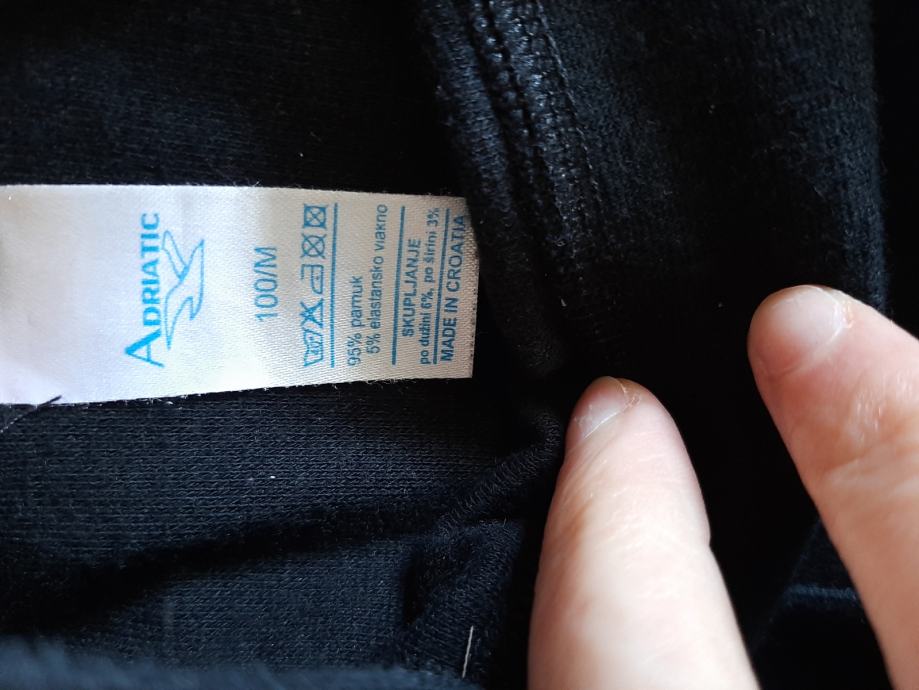 ADRIATIC
100/M
95% pamuk
5% elastansko vlakno
SKUPLJANJE
po dužini 6%, po širini 3%
MADE IN CROATIA